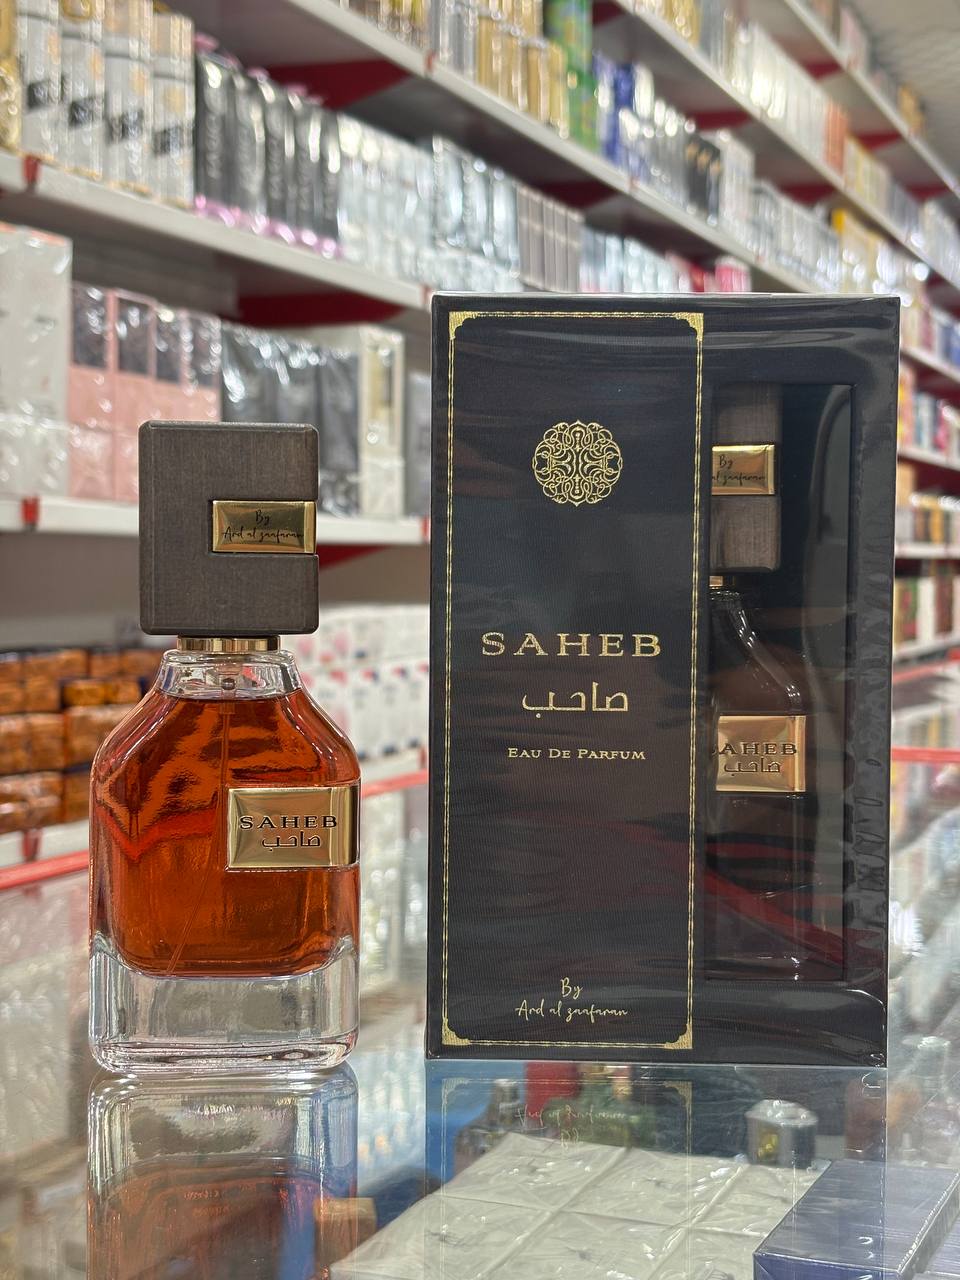 By
Ard al zaafaran
SAHEB
صاحب
SAHEB
صاحب
EAU DE PARFUM
By
Ard al zaafaran
By
al zaafaran
SAHEB
صاحب